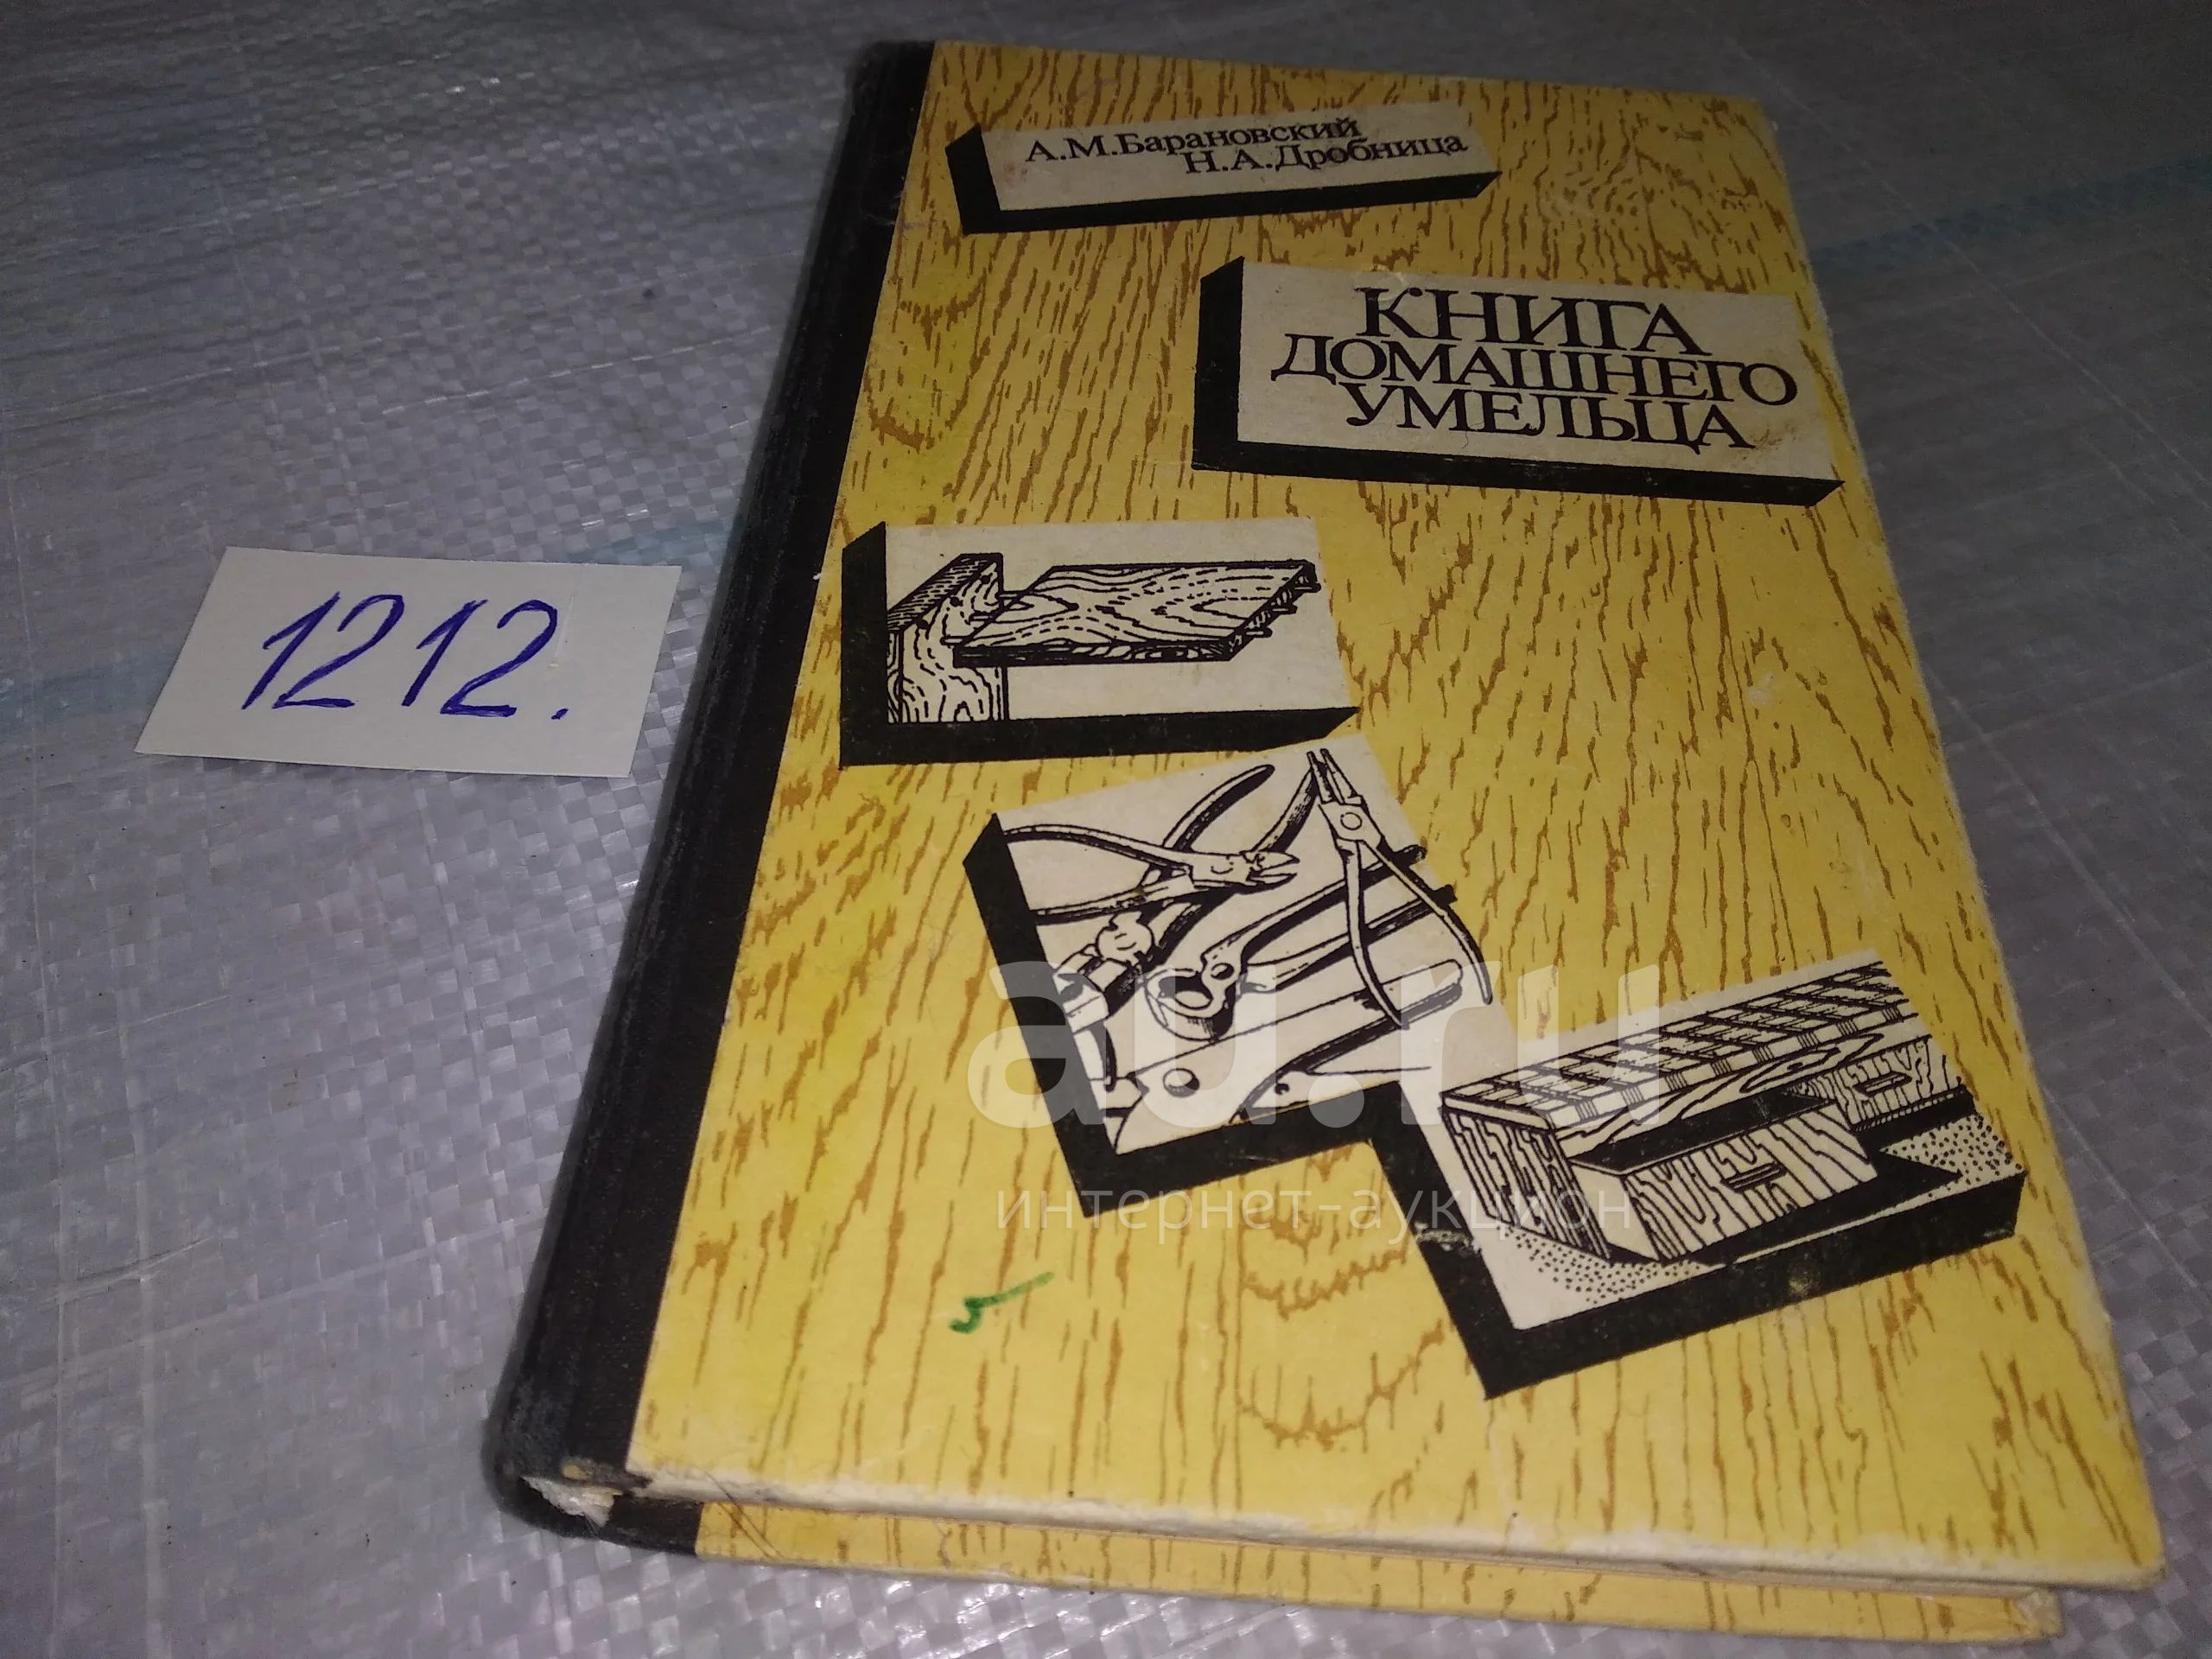 А.М.Барановский
Н.А.Дробница
КНИГА
ДОМАШНЕГО
УМЕЛЬЦА
1212.
au.ru
интернет-аукцион